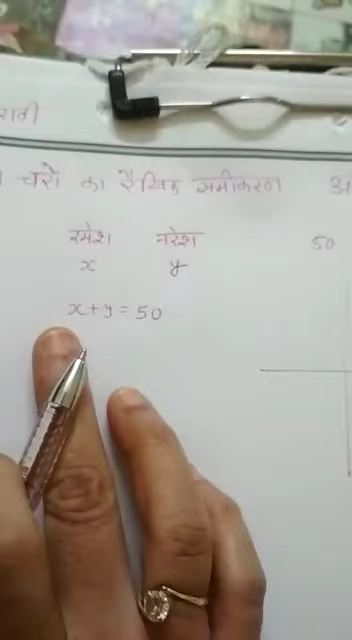 चरों का रैखिक समीकरण
रमेश नरेश 50
x y
x+y=50